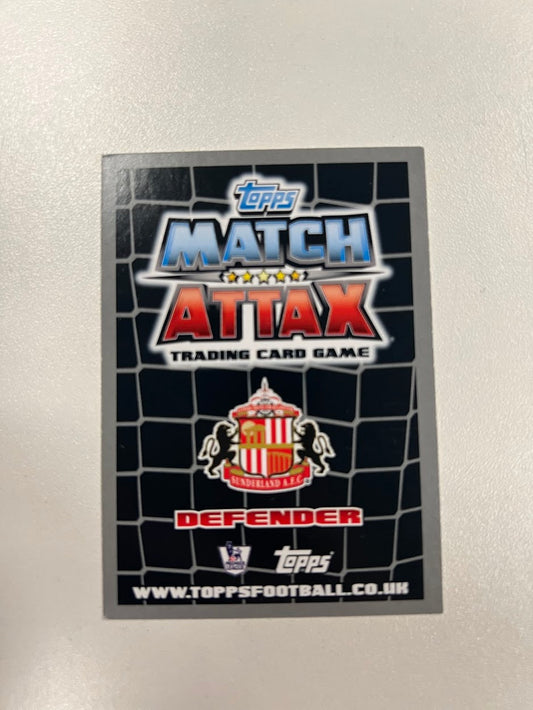 Topps
MATCH
ATTAX
TRADING CARD GAME
SUNDERLAND A.F.C
DEFENDER
Topps
WWW.TOPPSFOOTBALL.CO.UK